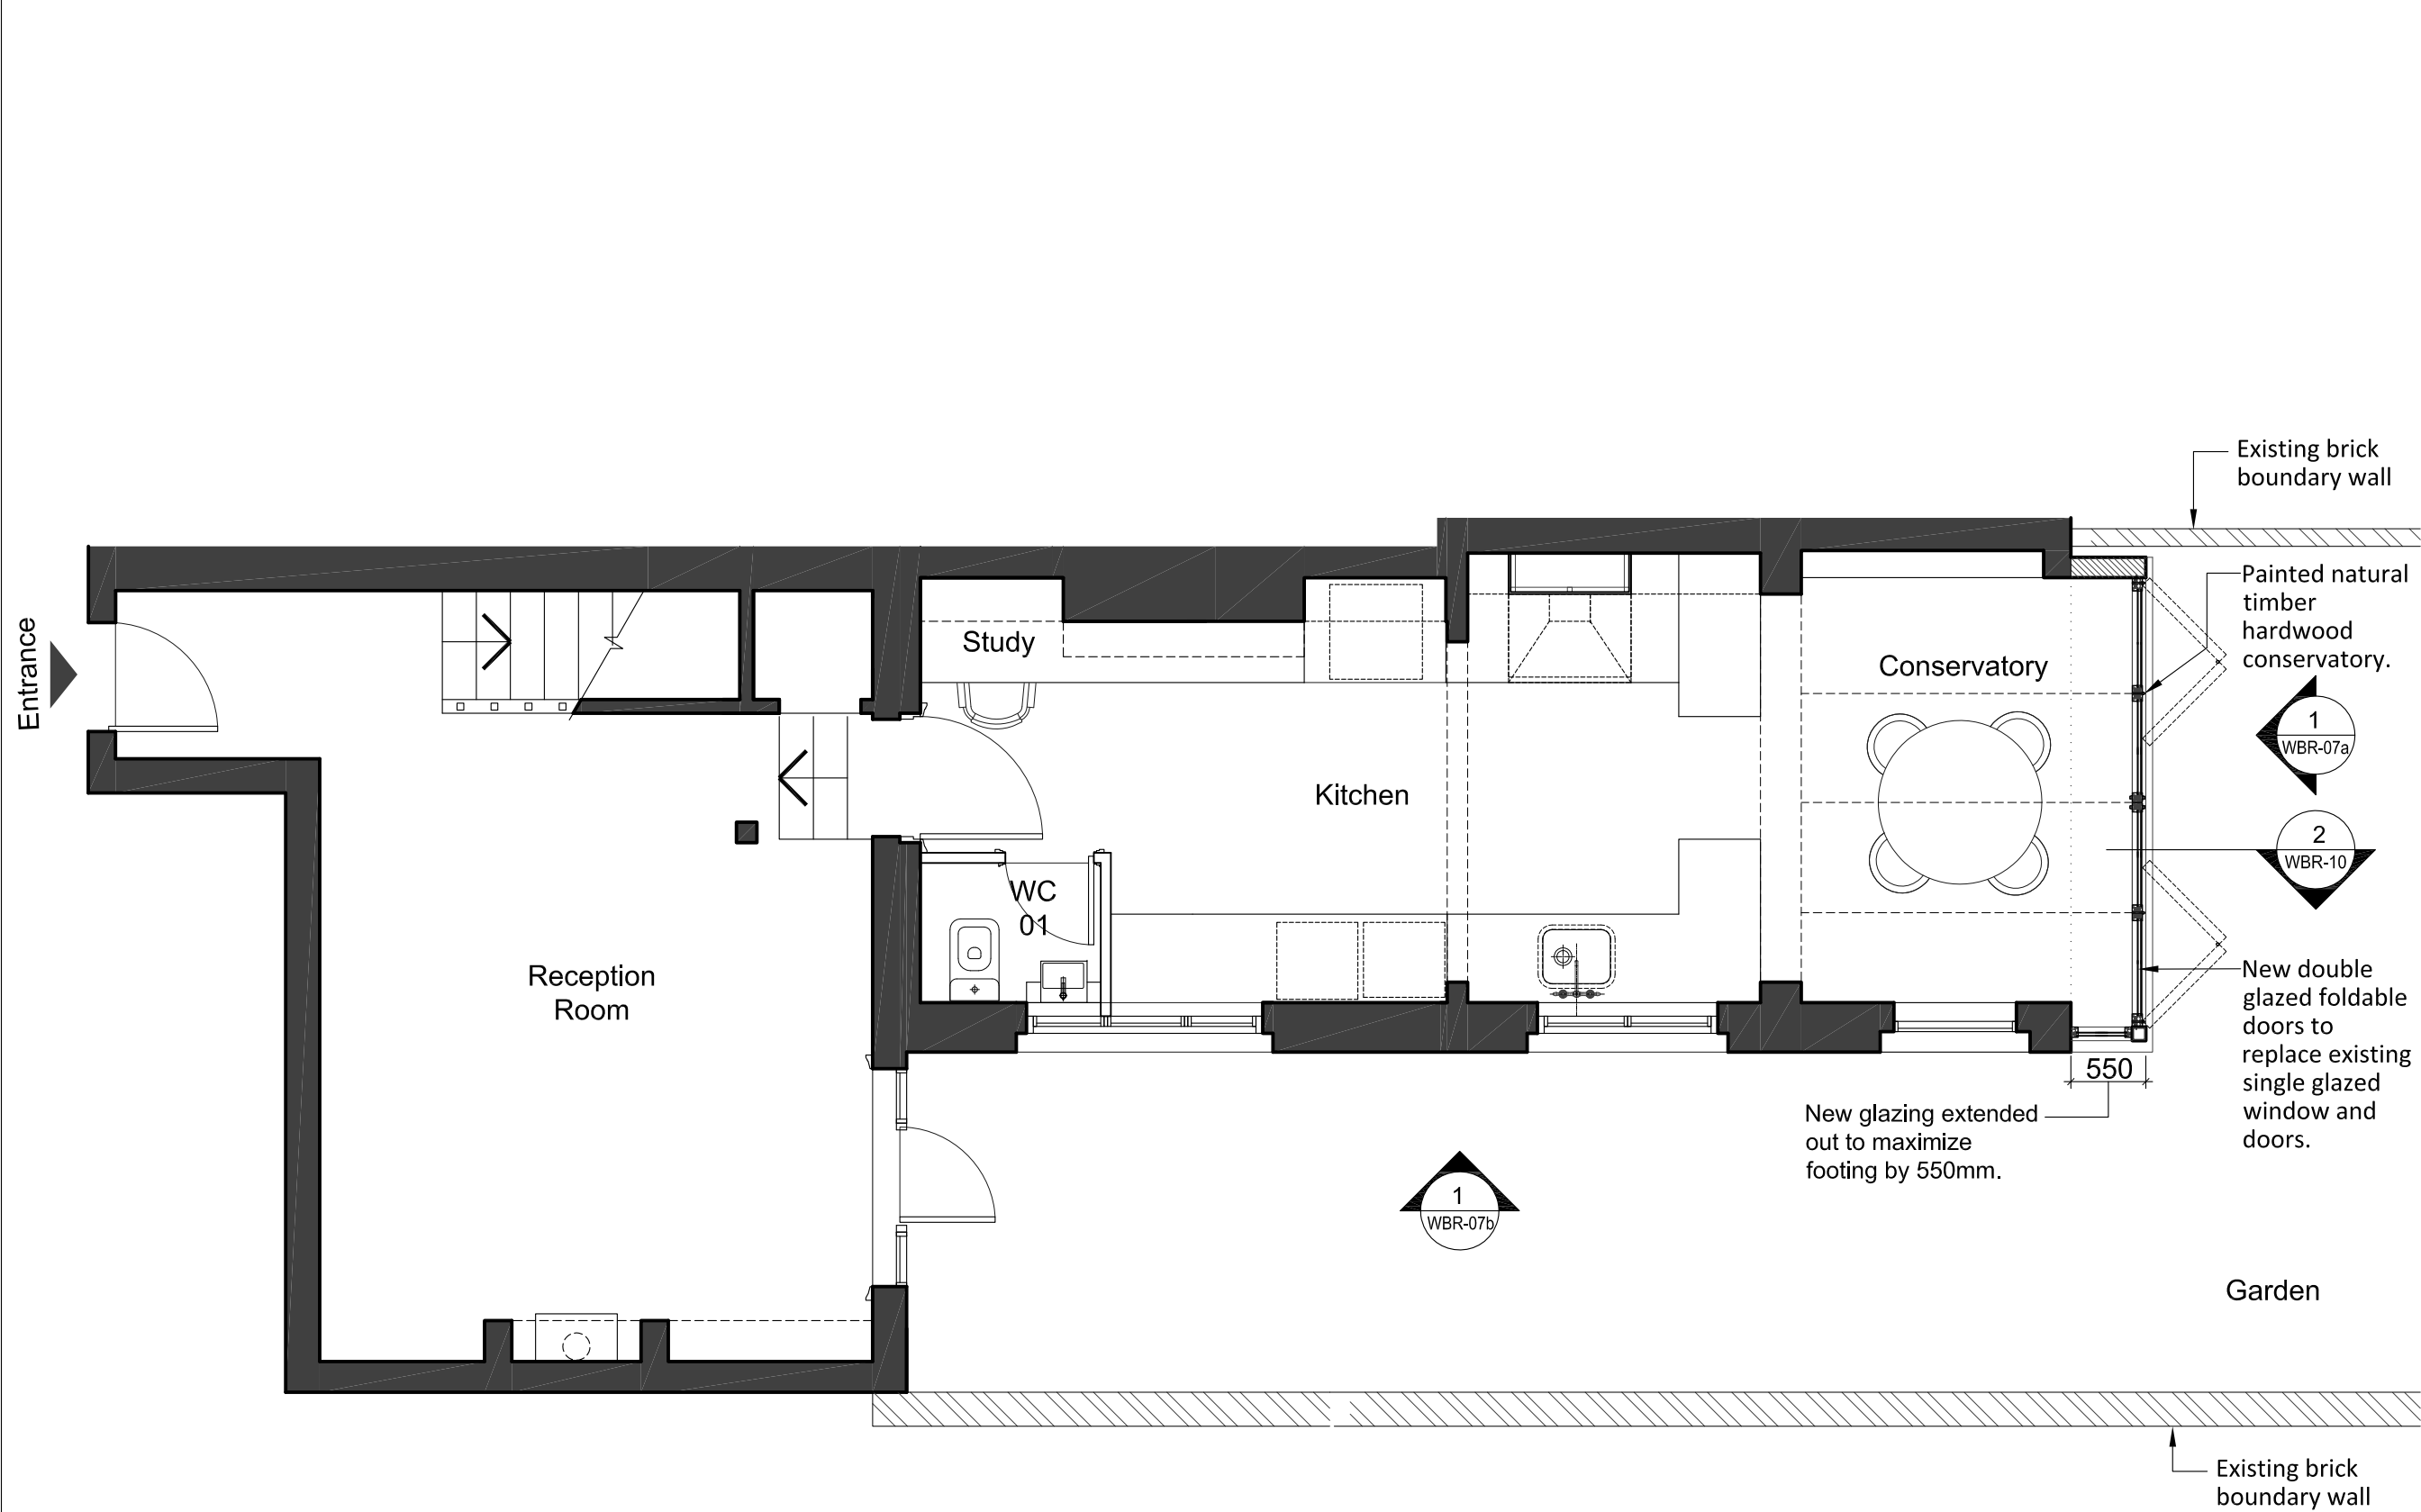 Existing brick
boundary wall
Painted natural
timber
hardwood
conservatory.
Entrance
Study
Conservatory
1
WBR-07a
Kitchen
2
WBR-10
WC
01
Reception
Room
New double
glazed foldable
doors to
replace existing
single glazed
window and
doors.
550
New glazing extended
out to maximize
footing by 550mm.
1
WBR-07b
Garden
Existing brick
boundary wall